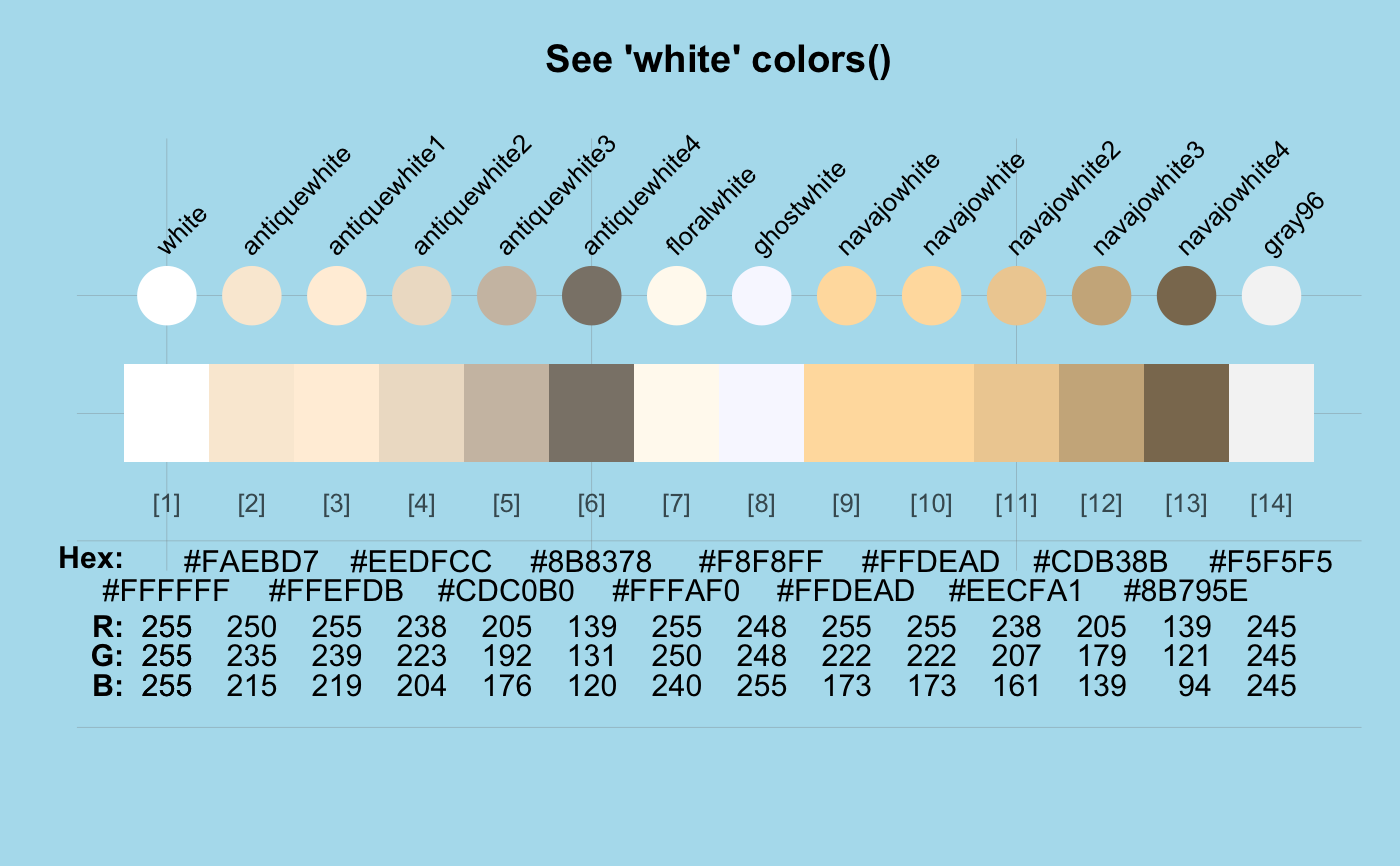 See 'white' colors()
white antiquewhite antiquewhite1 antiquewhite2 antiquewhite3 antiquewhite4 floralwhite ghostwhite navajowhite navajowhite navajowhite2 navajowhite3 navajowhite4 gray96
[1] [2] [3] [4] [5] [6] [7] [8] [9] [10] [11] [12] [13] [14]
Hex: #FAEBD7 #EEDFCC #8B8378 #F8F8FF #FFDEAD #CDB38B #F5F5F5
#FFFFFF #FFEFDB #CDC0B0 #FFFAF0 #FFDEAD #EECFA1 #8B795E
R: 255 250 255 238 205 139 255 248 255 255 238 205 139 245
G: 255 235 239 223 192 131 250 248 222 222 207 179 121 245
B: 255 215 219 204 176 120 240 255 173 173 161 139 94 245